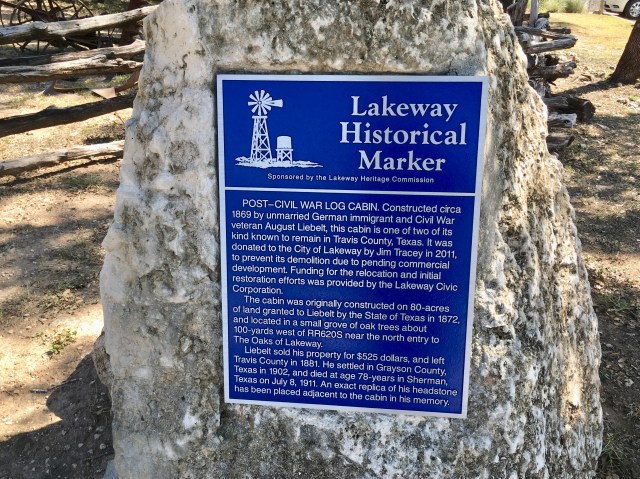 Lakeway
Historical
Marker
Sponsored by the Lakeway Heritage Commission
POST–CIVIL WAR LOG CABIN. Constructed circa
1869 by unmarried German immigrant and Civil War
veteran August Liebelt, this cabin is one of two of its
kind known to remain in Travis County, Texas. It was
donated to the City of Lakeway by Jim Tracey in 2011,
to prevent its demolition due to pending commercial
development. Funding for the relocation and initial
restoration efforts was provided by the Lakeway Civic
Corporation.
The cabin was originally constructed on 80-acres
of land granted to Liebelt by the State of Texas in 1872,
and located in a small grove of oak trees about
100-yards west of RR620S near the north entry to
The Oaks of Lakeway.
Liebelt sold his property for $525 dollars, and left
Travis County in 1881. He settled in Grayson County,
Texas in 1902, and died at age 78-years in Sherman,
Texas on July 8, 1911. An exact replica of his headstone
has been placed adjacent to the cabin in his memory.